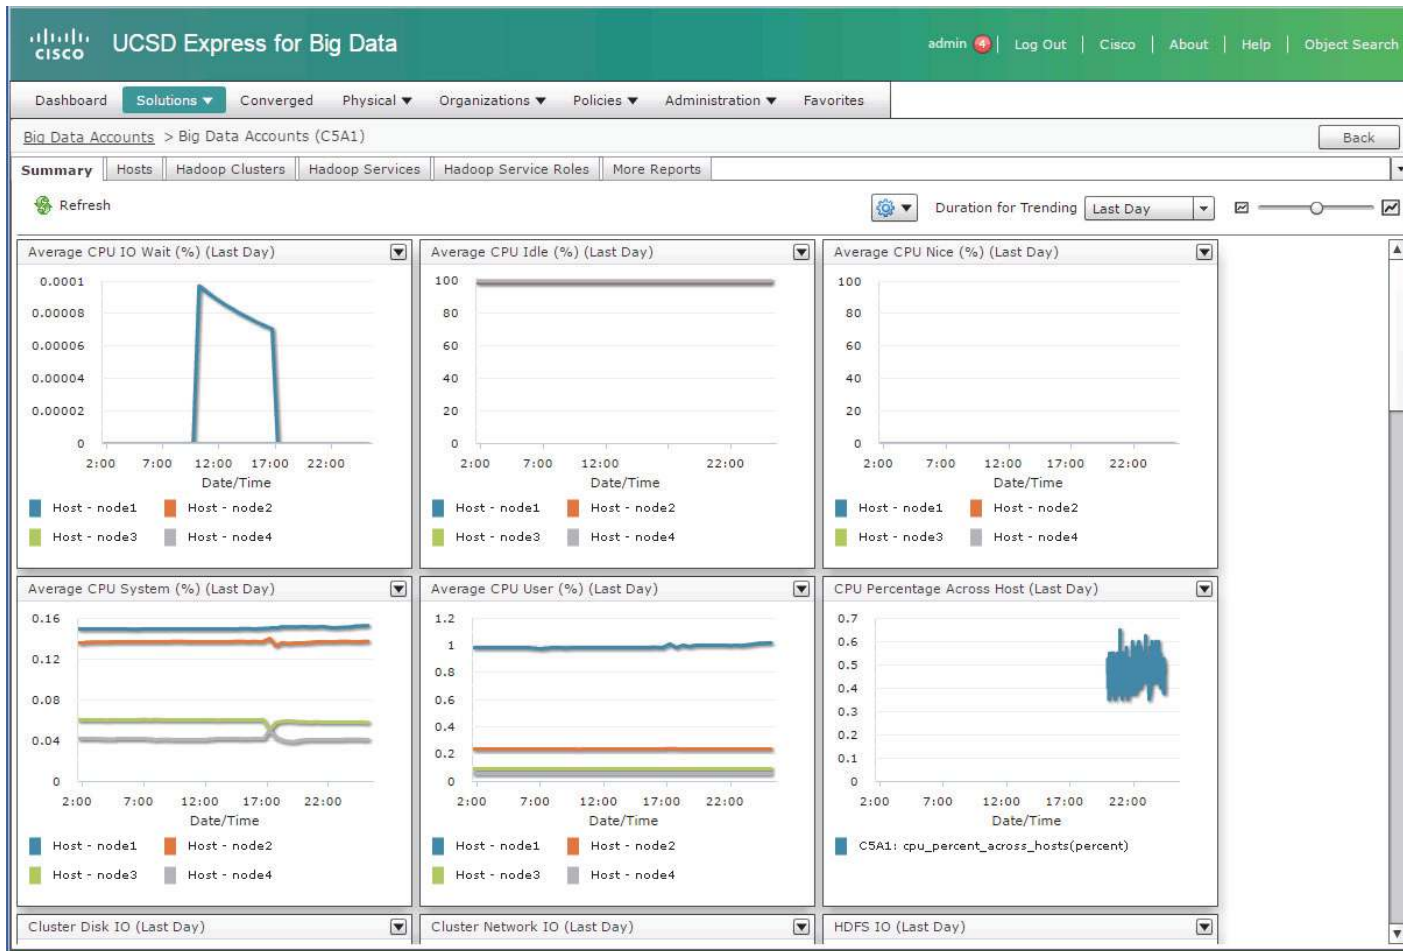 CISCO UCSD Express for Big Data
admin 4 | Log Out | Cisco | About | Help | Object Search
Dashboard Solutions ▼ Converged Physical ▼ Organizations ▼ Policies ▼ Administration ▼ Favorites
Big Data Accounts > Big Data Accounts (C5A1) Back
Summary Hosts Hadoop Clusters Hadoop Services Hadoop Service Roles More Reports
Refresh Duration for Trending Last Day
Average CPU IO Wait (%) (Last Day)
0.0001
0.00008
0.00006
0.00004
0.00002
0
2:00 7:00 12:00 17:00 22:00
Date/Time
Host - node1 Host - node2
Host - node3 Host - node4
Average CPU Idle (%) (Last Day)
100
80
60
40
20
0
2:00 7:00 12:00 22:00
Date/Time
Host - node1 Host - node2
Host - node3 Host - node4
Average CPU Nice (%) (Last Day)
100
80
60
40
20
0
2:00 7:00 12:00 17:00 22:00
Date/Time
Host - node1 Host - node2
Host - node3 Host - node4
Average CPU System (%) (Last Day)
0.16
0.12
0.08
0.04
0
2:00 7:00 12:00 17:00 22:00
Date/Time
Host - node1 Host - node2
Host - node3 Host - node4
Average CPU User (%) (Last Day)
1.2
1
0.8
0.6
0.4
0.2
0
2:00 7:00 12:00 17:00 22:00
Date/Time
Host - node1 Host - node2
Host - node3 Host - node4
CPU Percentage Across Host (Last Day)
0.7
0.6
0.5
0.4
0.3
0.2
0.1
0
2:00 7:00 12:00 17:00 22:00
Date/Time
C5A1: cpu_percent_across_hosts(percent)
Cluster Disk IO (Last Day)
Cluster Network IO (Last Day)
HDFS IO (Last Day)